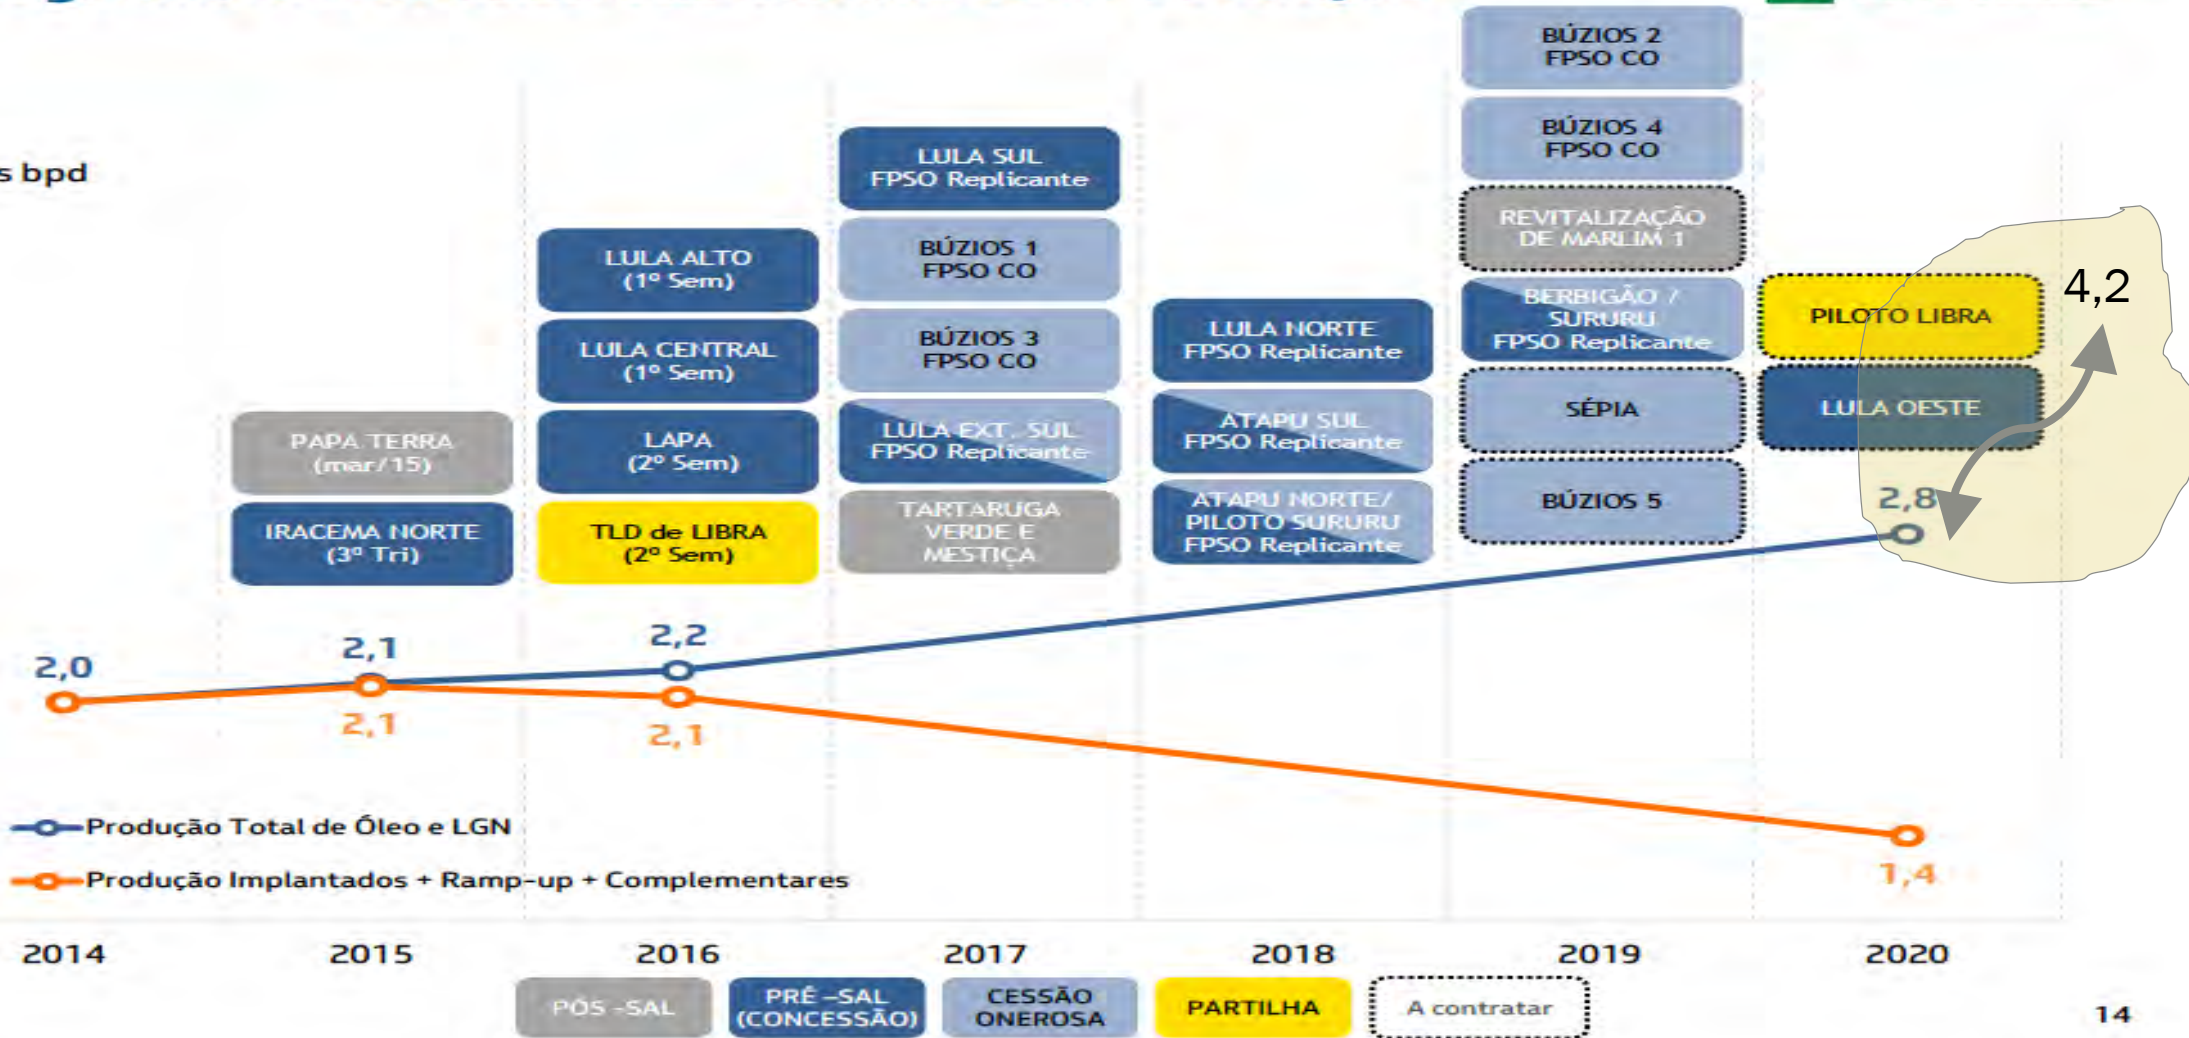 s bpd
PAPA TERRA
(mar/15)
IRACEMA NORTE
(3º Tri)
LULA ALTO
(1º Sem)
LULA CENTRAL
(1º Sem)
LAPA
(2º Sem)
TLD de LIBRA
(2º Sem)
LULA SUL
FPSO Replicante
BÚZIOS 1
FPSO CO
BÚZIOS 3
FPSO CO
LULA EXT. SUL
FPSO Replicante
TARTARUGA
VERDE E
MESTIÇA
LULA NORTE
FPSO Replicante
ATAPU SUL
FPSO Replicante
ATAPU NORTE/
PILOTO SURURU
FPSO Replicante
BÚZIOS 2
FPSO CO
BÚZIOS 4
FPSO CO
REVITALIZAÇÃO
DE MARLIM 1
BERBIGÃO /
SURURU
FPSO Replicante
SÉPIA
BÚZIOS 5
PILOTO LIBRA
LULA OESTE
4,2
2,8
2,0
2,1
2,2
2,1
2,1
1,4
Produção Total de Óleo e LGN
Produção Implantados + Ramp-up + Complementares
2014
2015
2016
2017
2018
2019
2020
PÓS -SAL
PRÉ –SAL
(CONCESSÃO)
CESSÃO
ONEROSA
PARTILHA
A contratar
14